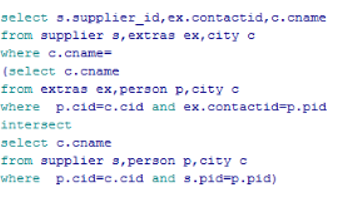 select s.supplier_id,ex.contactid,c.cname
from supplier s,extras ex,city c
where c.cname=
(select c.cname
from extras ex,person p,city c
where  p.cid=c.cid and ex.contactid=p.pid
intersect
select c.cname
from supplier s,person p,city c
where  p.cid=c.cid and s.pid=p.pid)